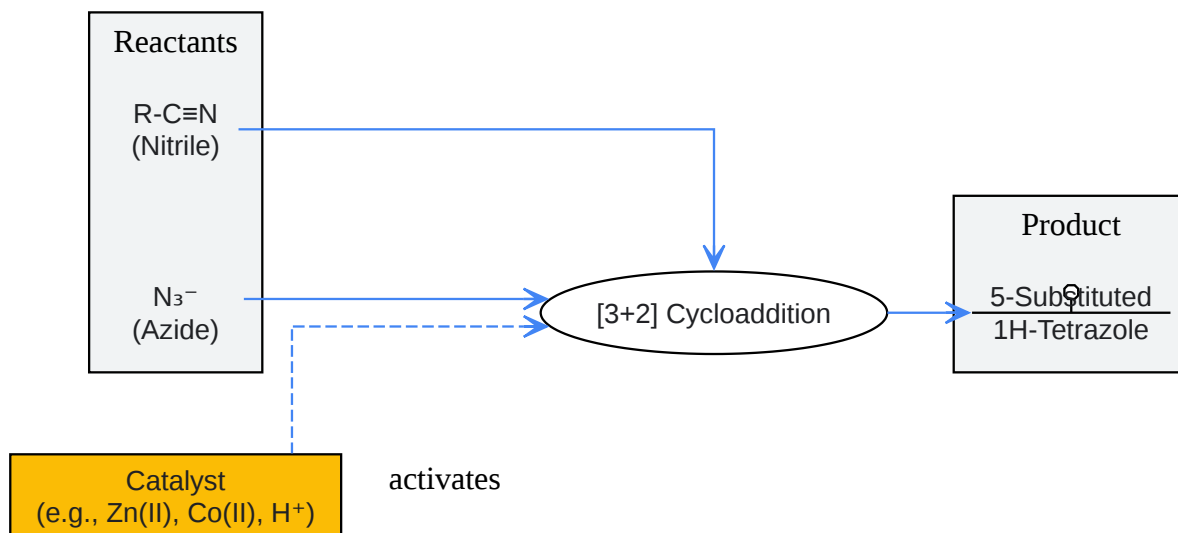 Reactants
R-C≡N
(Nitrile)
N₃⁻
(Azide)
[3+2] Cycloaddition
Product
5-Substituted
1H-Tetrazole
Catalyst
(e.g., Zn(II), Co(II), H⁺)
activates